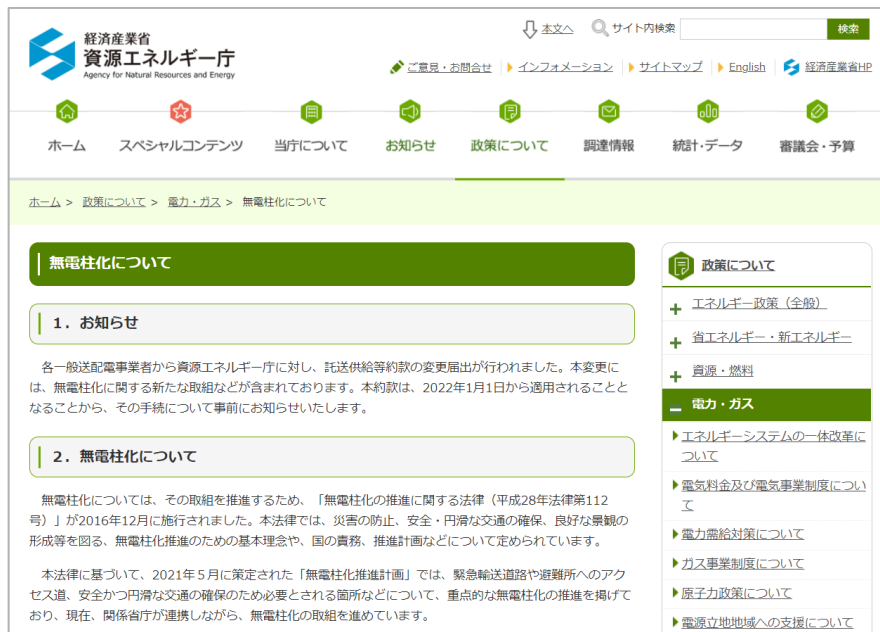 本文へ
サイト内検索
検索
経済産業省
資源エネルギー庁
Agency for Natural Resources and Energy
ご意見・お問合せ
インフォメーション
サイトマップ
English
経済産業省HP
ホーム
スペシャルコンテンツ
当庁について
お知らせ
政策について
調達情報
統計・データ
審議会・予算
ホーム > 政策について > 電力・ガス > 無電柱化について
無電柱化について
1．お知らせ
各一般送配電事業者から資源エネルギー庁に対し、託送供給等約款の変更届出が行われました。本変更に
は、無電柱化に関する新たな取組などが含まれております。本約款は、2022年1月1日から適用されることと
なることから、その手続について事前にお知らせいたします。
2．無電柱化について
無電柱化については、その取組を推進するため、「無電柱化の推進に関する法律（平成28年法律第112
号）」が2016年12月に施行されました。本法律では、災害の防止、安全・円滑な交通の確保、良好な景観の
形成等を図る、無電柱化推進のための基本理念や、国の責務、推進計画などについて定められています。
本法律に基づいて、2021年５月に策定された「無電柱化推進計画」では、緊急輸送道路や避難所へのアク
セス道、安全かつ円滑な交通の確保のため必要とされる箇所などについて、重点的な無電柱化の推進を掲げて
おり、現在、関係省庁が連携しながら、無電柱化の取組を進めています。
政策について
エネルギー政策（全般）
省エネルギー・新エネルギー
資源・燃料
電力・ガス
エネルギーシステムの一体改革に
ついて
電気料金及び電気事業制度につい
て
電力需給対策について
ガス事業制度について
原子力政策について
電源立地地域への支援について